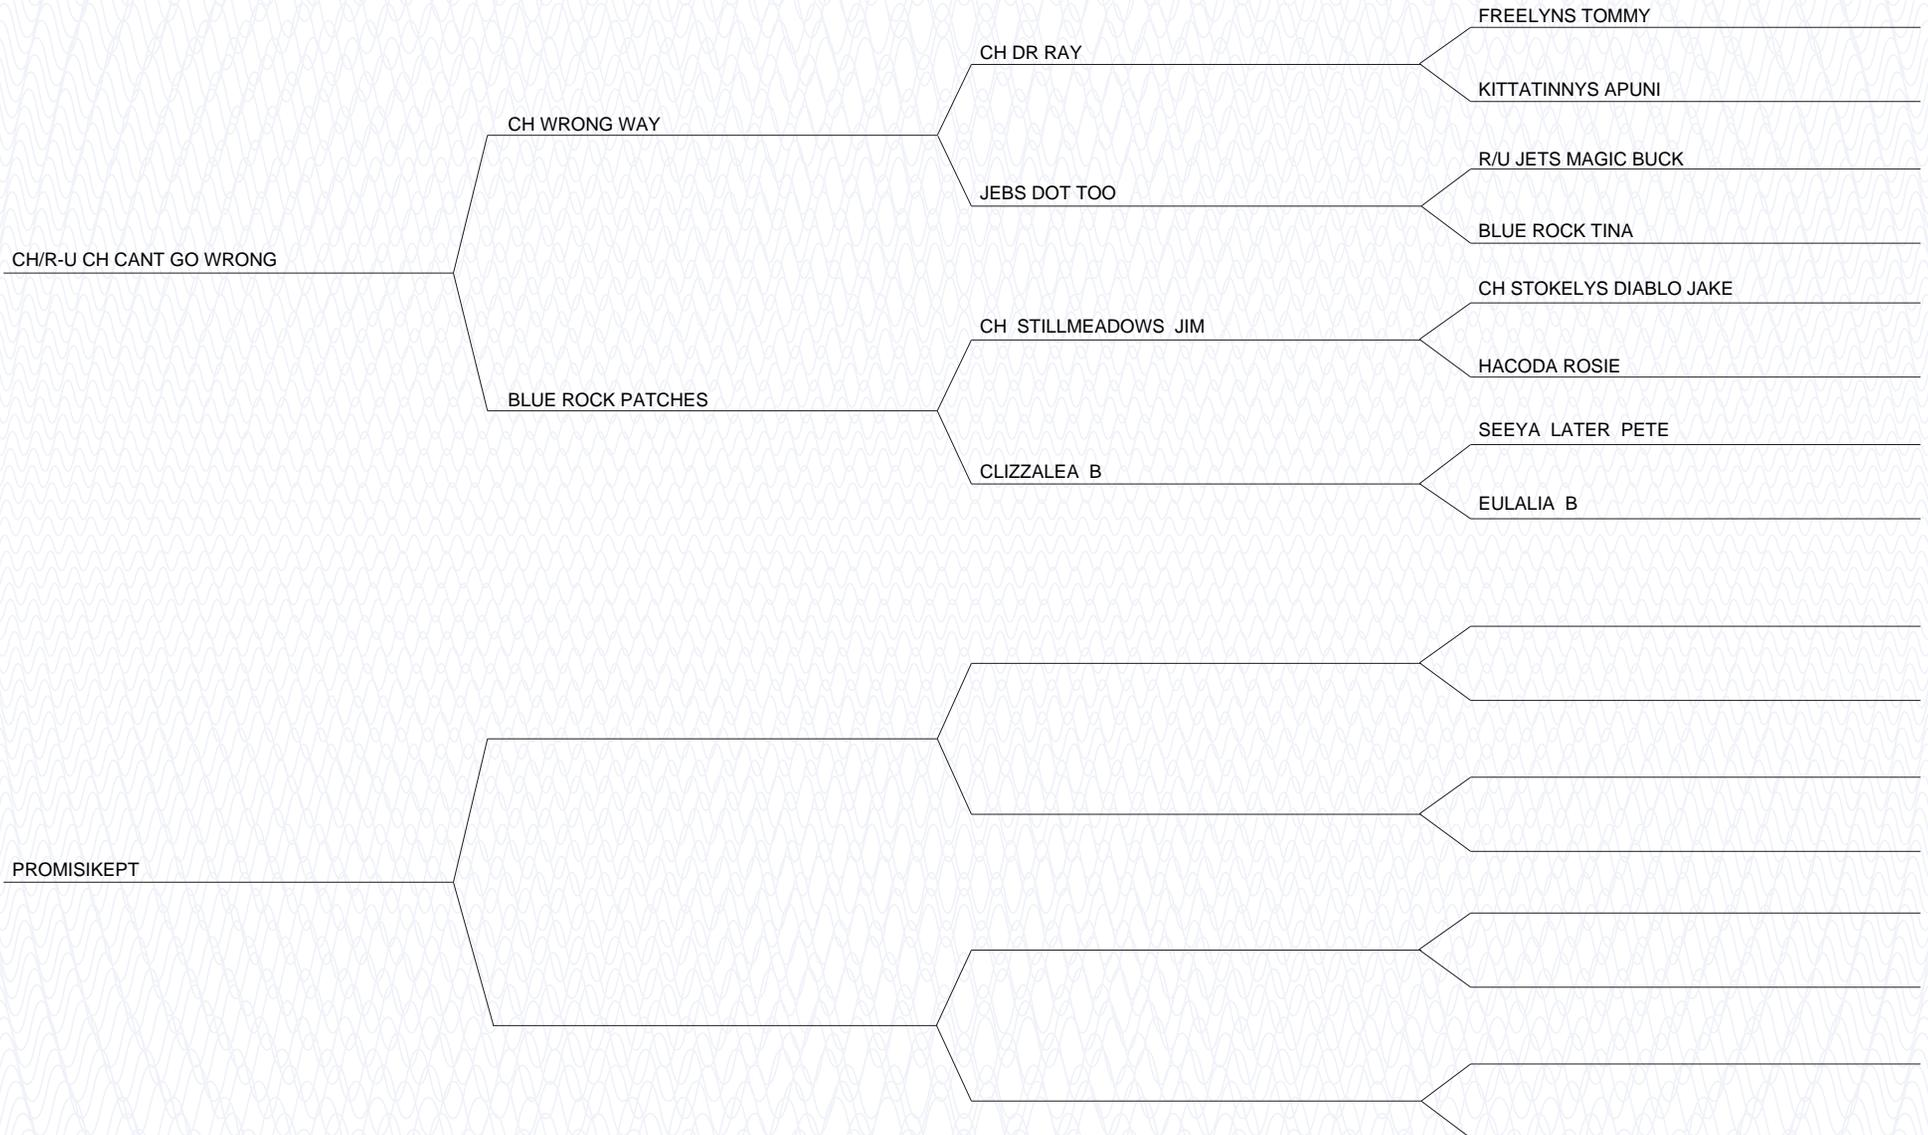 FREELYNS TOMMY
CH DR RAY
KITTATINNYS APUNI
CH WRONG WAY
R/U JETS MAGIC BUCK
JEBS DOT TOO
BLUE ROCK TINA
CH/R-U CH CANT GO WRONG
CH STOKELYS DIABLO JAKE
CH STILLMEADOWS JIM
HACODA ROSIE
BLUE ROCK PATCHES
SEEYA LATER PETE
CLIZZALEA B
EULALIA B
PROMISIKEPT